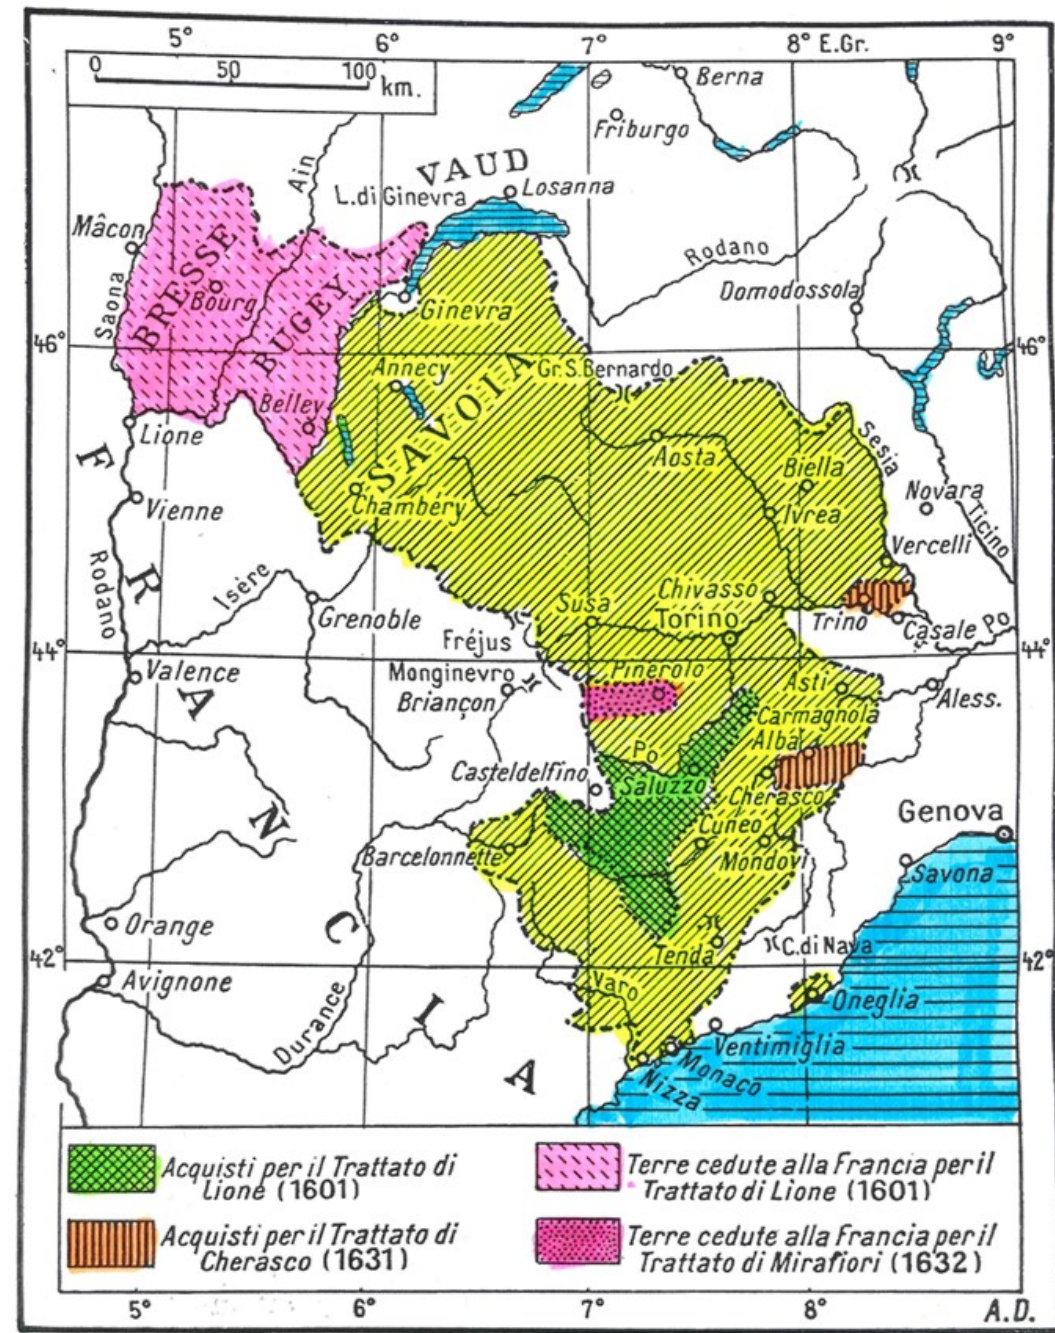 5° 6° 7° 8° E.Gr. 9°
0 50 100 km.
Berna
Friburgo
VAUD
Ain
L.di Ginevra
Losanna
Mâcon
Rodano
Saona
BRESSE
Bourg
BUGEY
Domodossola
Ginevra
46° 46°
Annecy
SAVOIA
Gr.S.Bernardo
Belley
Lione
Aosta
Sesia
Biella
Chambéry
Novara
Ivrea
Ticino
Vienne
Vercelli
Rodano
Isère
Chivasso
Susa
Torino
Trino
Casale
Po
Grenoble
Fréjus
44° 44°
Valence
Monginevro
Pinerolo
Asti
Briançon
Aless.
Carmagnola
Alba
Po
Casteldelfino
Saluzzo
Cherasco
Genova
Cuneo
Barcelonnette
Mondovì
Savona
Orange
Tenda
C.di Nava
42° 42°
Avignone
Varo
Oneglia
Durance
Ventimiglia
Monaco
Nizza
FRANCIA
Acquisti per il Trattato di
Lione (1601)
Acquisti per il Trattato di
Cherasco (1631)
Terre cedute alla Francia per il
Trattato di Lione (1601)
Terre cedute alla Francia per il
Trattato di Mirafiori (1632)
5° 6° 7° 8° A.D.